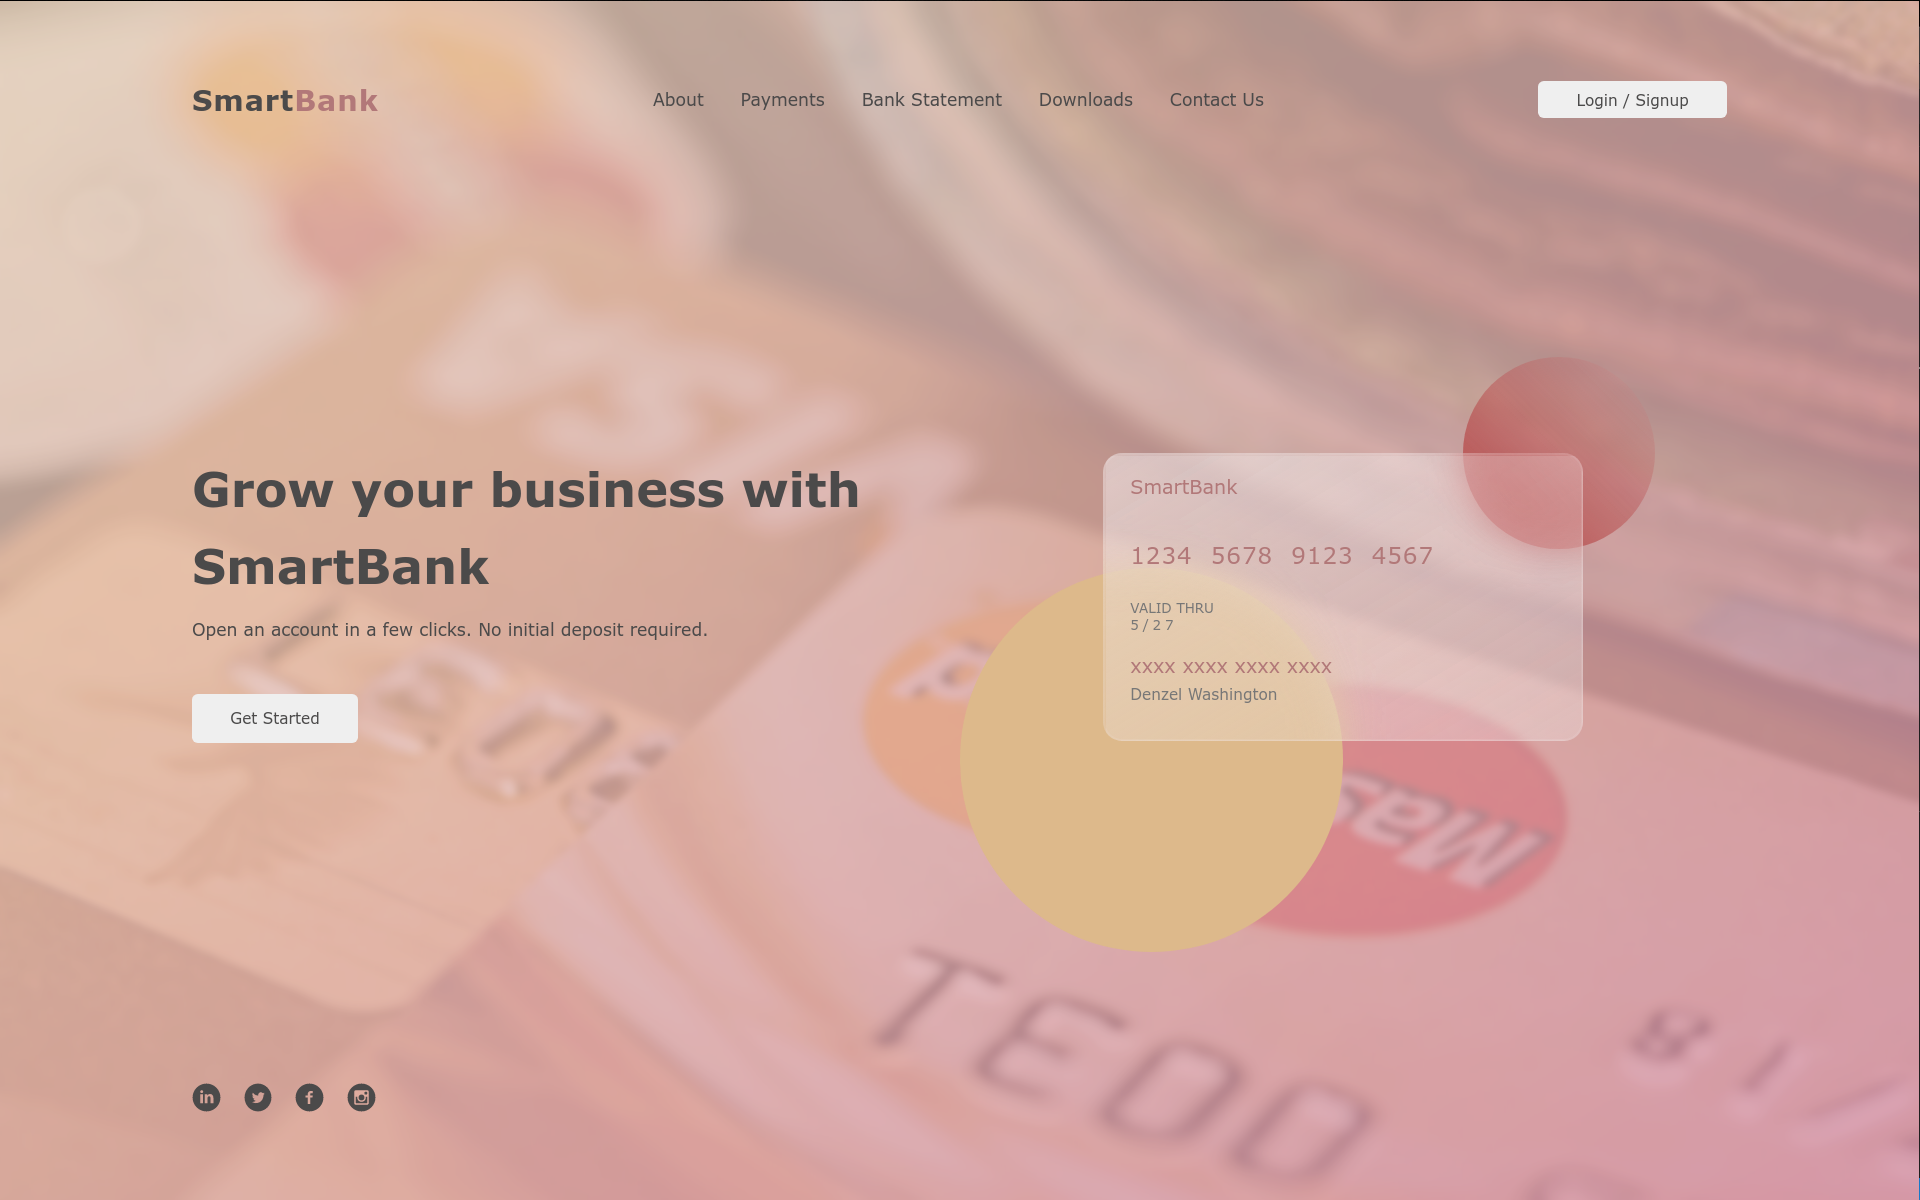 SmartBank
About Payments Bank Statement Downloads Contact Us
Login / Signup
Grow your business with
SmartBank
Open an account in a few clicks. No initial deposit required.
Get Started
SmartBank
1234 5678 9123 4567
VALID THRU
5 / 2 7
xxxx xxxx xxxx xxxx
Denzel Washington
VISA